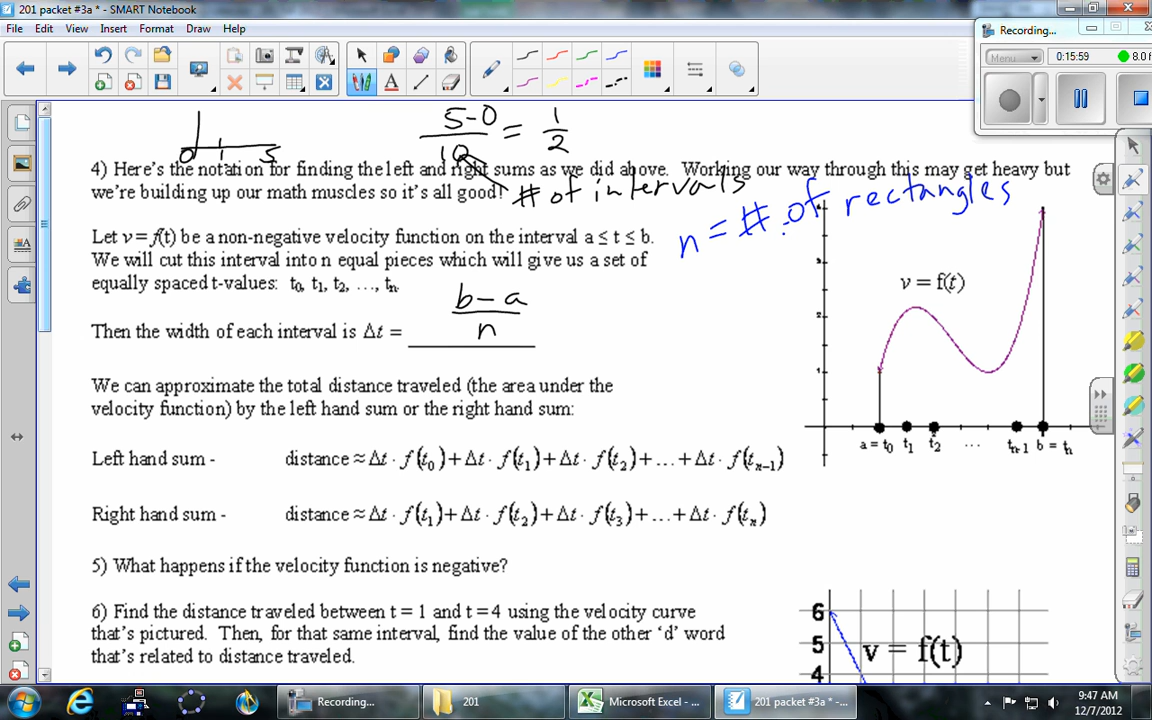 201 packet #3a * - SMART Notebook
File Edit View Insert Format Draw Help
Recording...
Menu
0:15:59
8.0 f
5-0
10
= 1
2
0 1 5
4) Here's the notation for finding the left and right sums as we did above. Working our way through this may get heavy but
we're building up our math muscles so it's all good!
# of intervals
n = # of rectangles
Let v = f(t) be a non-negative velocity function on the interval a ≤ t ≤ b.
We will cut this interval into n equal pieces which will give us a set of
equally spaced t-values: t₀, t₁, t₂, …, tₙ.
b - a
n
Then the width of each interval is Δt = ____________
We can approximate the total distance traveled (the area under the
velocity function) by the left hand sum or the right hand sum:
Left hand sum - distance ≈ Δt · f(t₀) + Δt · f(t₁) + Δt · f(t₂) + … + Δt · f(tₙ₋₁)
Right hand sum - distance ≈ Δt · f(t₁) + Δt · f(t₂) + Δt · f(t₃) + … + Δt · f(tₙ)
4
3
2
1
v = f(t)
a = t₀ t₁ t₂ … tₙ₋₁ b = tₙ
5) What happens if the velocity function is negative?
6) Find the distance traveled between t = 1 and t = 4 using the velocity curve
that's pictured. Then, for that same interval, find the value of the other 'd' word
that's related to distance traveled.
6
5
4
v = f(t)
Recording...
201
Microsoft Excel - ...
201 packet #3a * -...
9:47 AM
12/7/2012